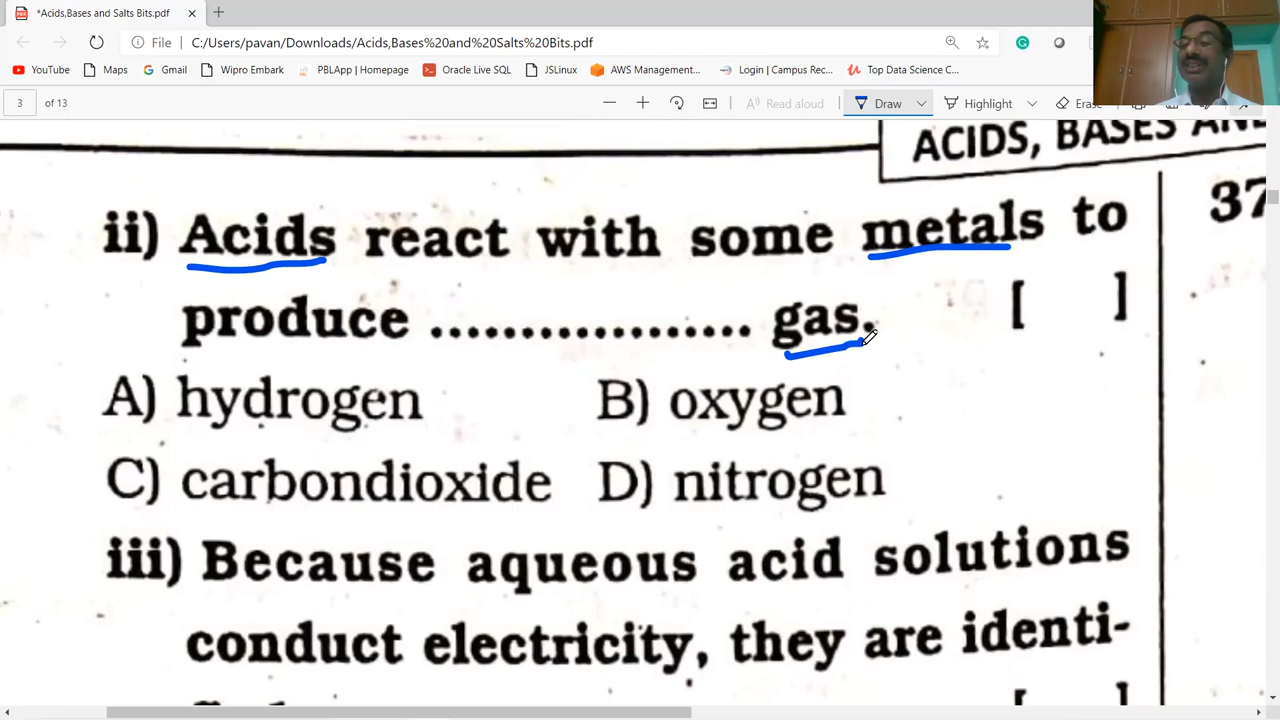 *Acids,Bases and Salts Bits.pdf
File C:/Users/pavan/Downloads/Acids,Bases%20and%20Salts%20Bits.pdf
YouTube Maps Gmail Wipro Embark PBLApp | Homepage Oracle Live SQL JSLinux AWS Management... Login | Campus Rec... Top Data Science C...
3 of 13 Read aloud Draw Highlight
ACIDS, BASES
ii) Acids react with some metals to
produce .................. gas. [ ]
A) hydrogen B) oxygen
C) carbondioxide D) nitrogen
iii) Because aqueous acid solutions
conduct electricity, they are identi-
37